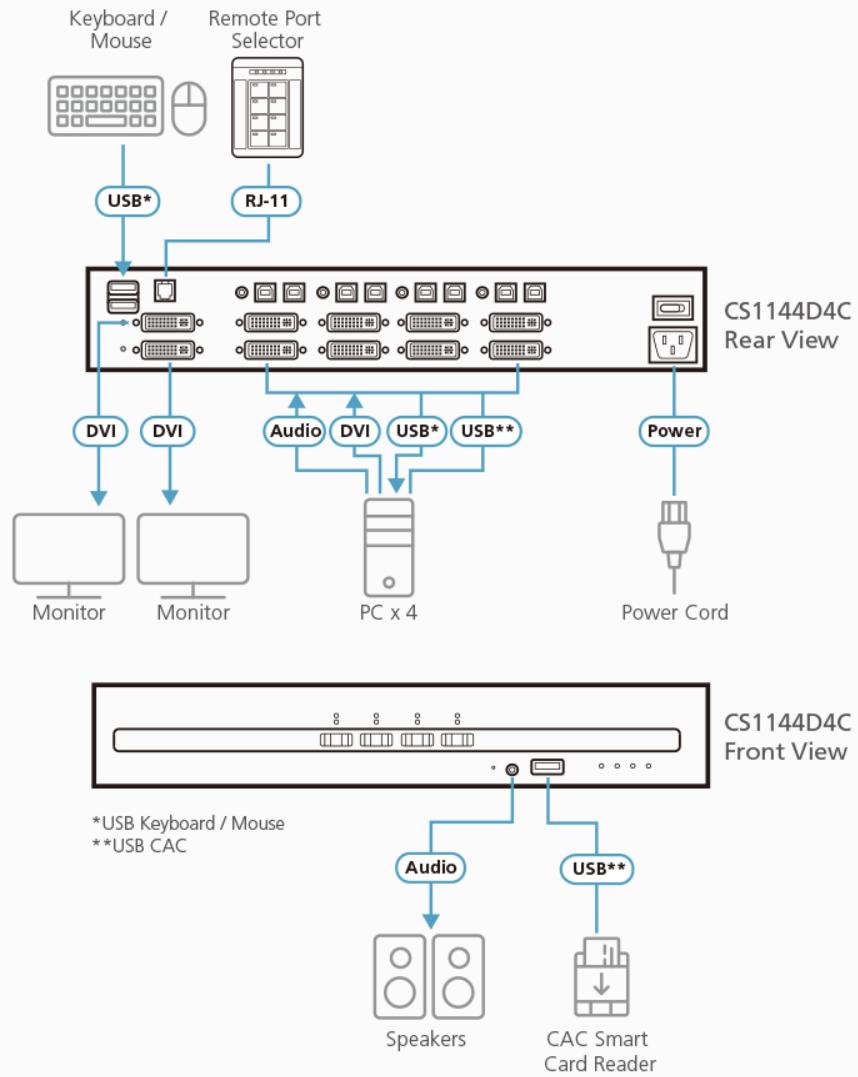 Keyboard /
Mouse
Remote Port
Selector
USB*
RJ-11
CS1144D4C
Rear View
DVI
DVI
Audio
DVI
USB*
USB**
Power
Monitor
Monitor
PC x 4
Power Cord
CS1144D4C
Front View
*USB Keyboard / Mouse
**USB CAC
Audio
USB**
Speakers
CAC Smart
Card Reader